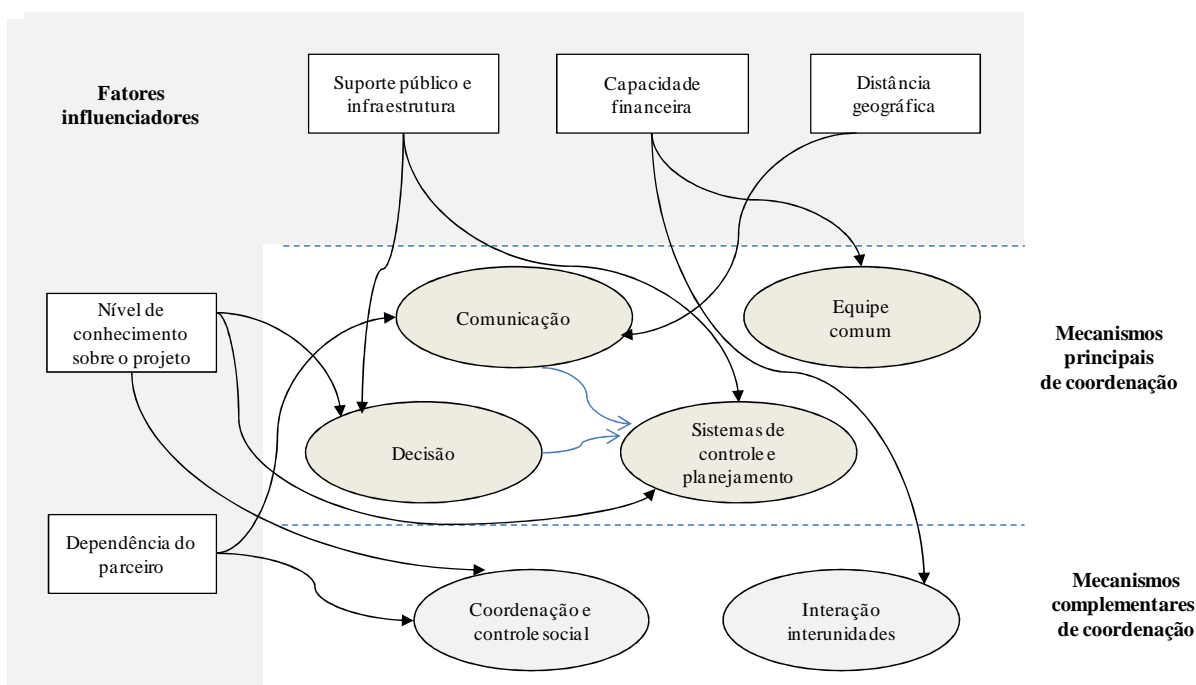 Fatores
influenciadores
Suporte público e
infraestrutura
Capacidade
financeira
Distância
geográfica
Nível de
conhecimento
sobre o projeto
Comunicação
Equipe
comum
Mecanismos
principais
de coordenação
Decisão
Sistemas de
controle e
planejamento
Dependência do
parceiro
Coordenação e
controle social
Interação
interunidades
Mecanismos
complementares
de coordenação